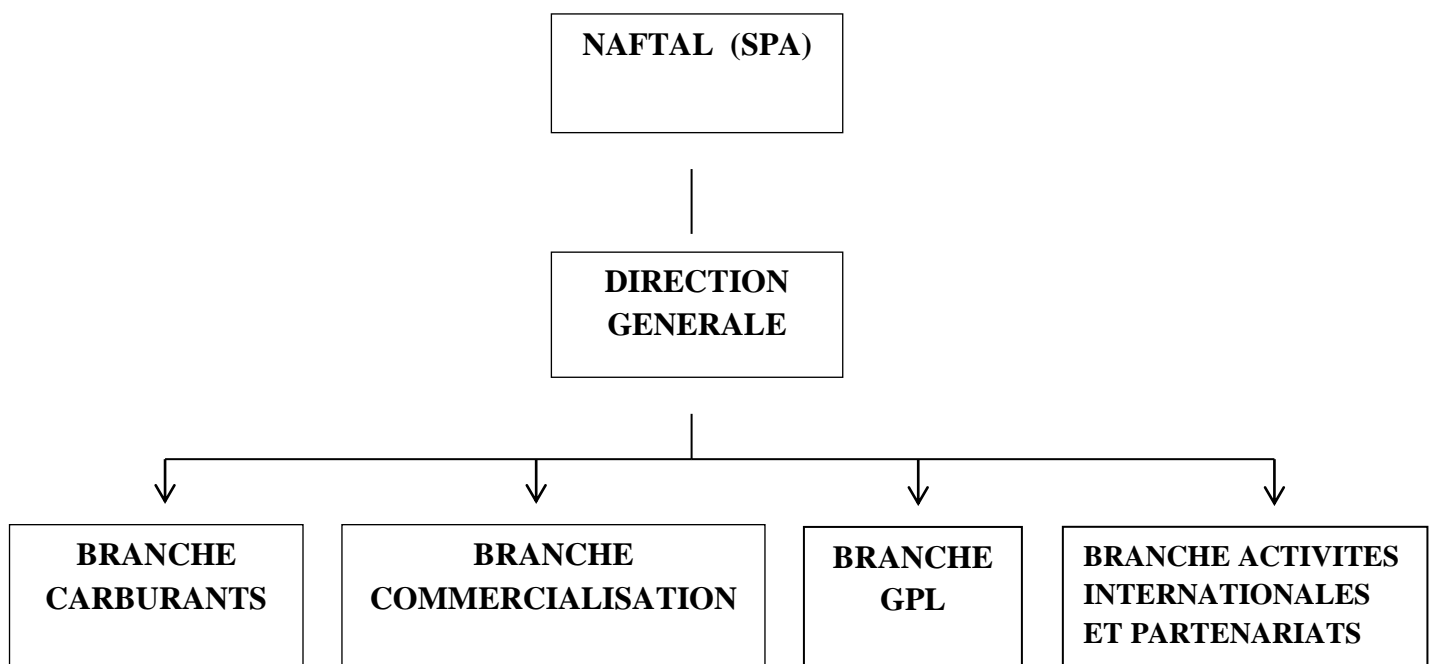 NAFTAL (SPA)
DIRECTION
GENERALE
BRANCHE
CARBURANTS
BRANCHE
COMMERCIALISATION
BRANCHE
GPL
BRANCHE ACTIVITES
INTERNATIONALES
ET PARTENARIATS